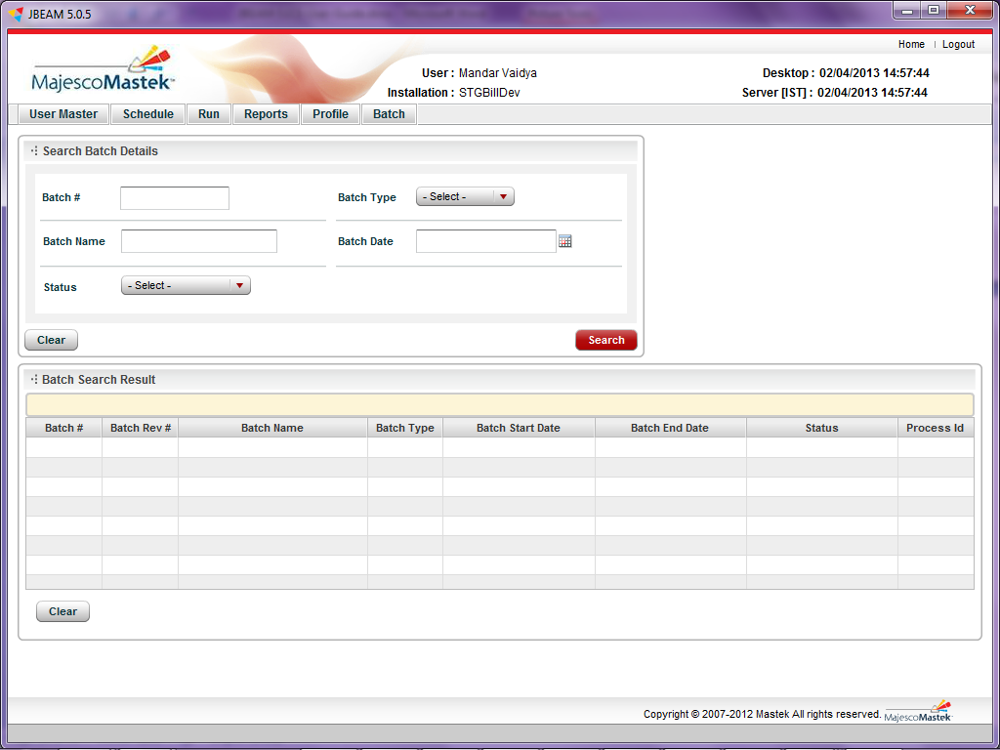 JBEAM 5.0.5
Home | Logout
MajescoMastek
User : Mandar Vaidya
Desktop : 02/04/2013 14:57:44
Installation : STGBillDev
Server [IST] : 02/04/2013 14:57:44
User Master Schedule Run Reports Profile Batch
Search Batch Details
Batch # Batch Type - Select -
Batch Name Batch Date
Status - Select -
Clear Search
Batch Search Result
Batch # Batch Rev # Batch Name Batch Type Batch Start Date Batch End Date Status Process Id
Clear
Copyright © 2007-2012 Mastek All rights reserved. MajescoMastek